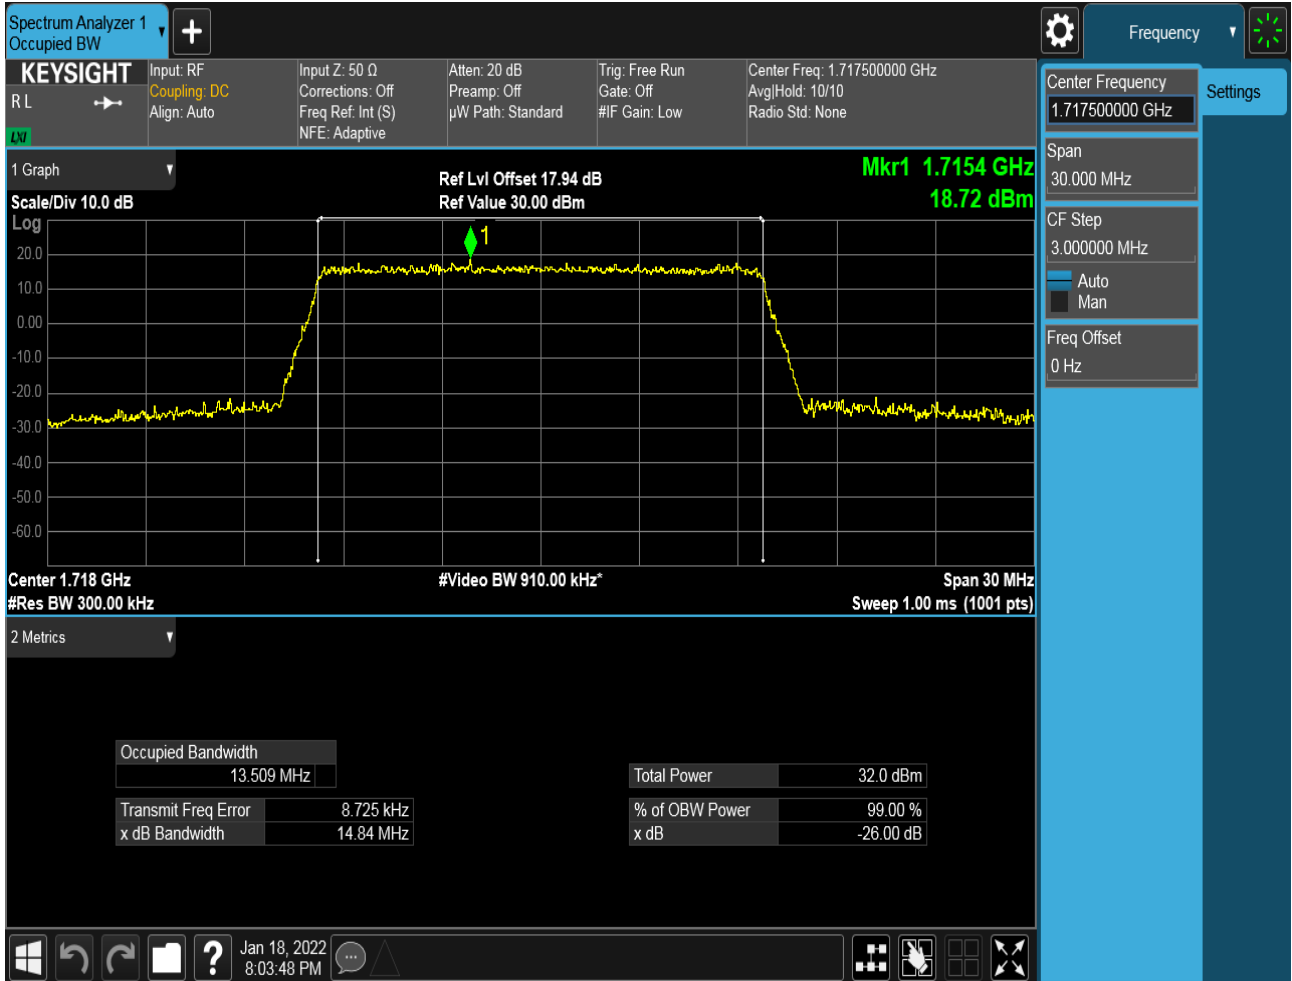 Spectrum Analyzer 1
Occupied BW
Frequency
KEYSIGHT
R L
LXI
Input: RF
Coupling: DC
Align: Auto
Input Z: 50 Ω
Corrections: Off
Freq Ref: Int (S)
NFE: Adaptive
Atten: 20 dB
Preamp: Off
µW Path: Standard
Trig: Free Run
Gate: Off
#IF Gain: Low
Center Freq: 1.717500000 GHz
Avg|Hold: 10/10
Radio Std: None
Center Frequency
1.717500000 GHz
Settings
Span
30.000 MHz
CF Step
3.000000 MHz
Auto
Man
Freq Offset
0 Hz
1 Graph
Scale/Div 10.0 dB
Ref Lvl Offset 17.94 dB
Ref Value 30.00 dBm
Mkr1 1.7154 GHz
18.72 dBm
Log
1
20.0
10.0
0.00
-10.0
-20.0
-30.0
-40.0
-50.0
-60.0
Center 1.718 GHz
#Video BW 910.00 kHz*
Span 30 MHz
#Res BW 300.00 kHz
Sweep 1.00 ms (1001 pts)
2 Metrics
Occupied Bandwidth
13.509 MHz
Total Power 32.0 dBm
Transmit Freq Error 8.725 kHz
% of OBW Power 99.00 %
x dB Bandwidth 14.84 MHz
x dB -26.00 dB
?
Jan 18, 2022
8:03:48 PM